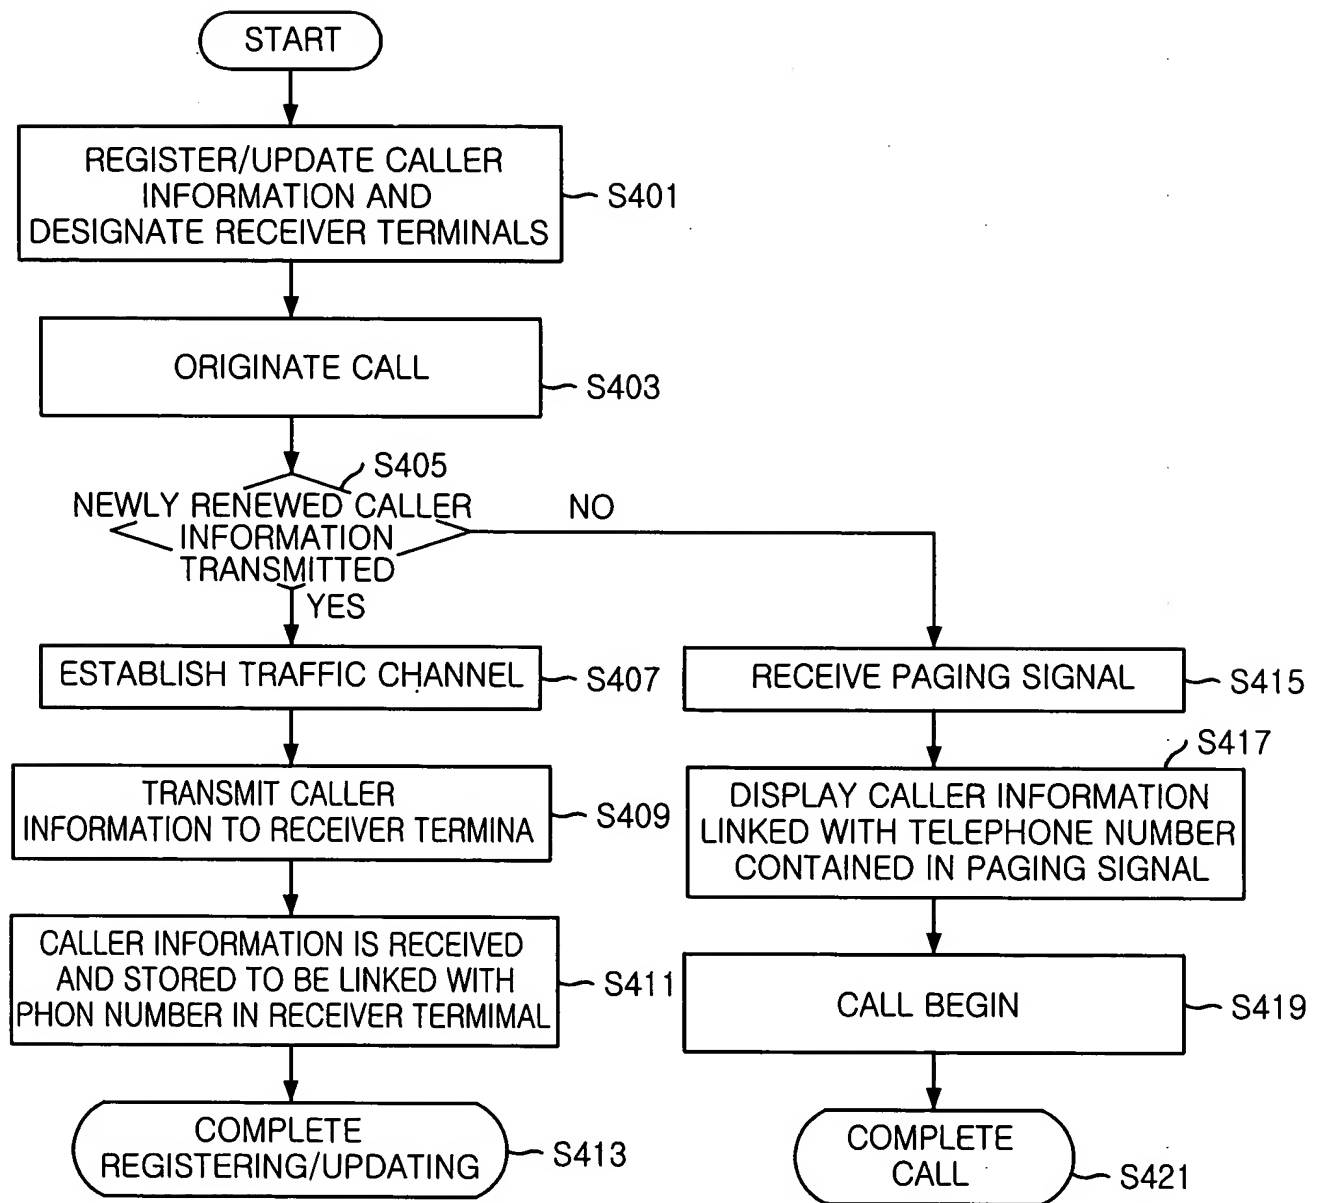 START
REGISTER/UPDATE CALLER
INFORMATION AND
DESIGNATE RECEIVER TERMINALS
S401
ORIGINATE CALL
S403
S405
NEWLY RENEWED CALLER
INFORMATION
TRANSMITTED
NO
YES
ESTABLISH TRAFFIC CHANNEL
S407
TRANSMIT CALLER
INFORMATION TO RECEIVER TERMINA
S409
CALLER INFORMATION IS RECEIVED
AND STORED TO BE LINKED WITH
PHON NUMBER IN RECEIVER TERMIMAL
S411
COMPLETE
REGISTERING/UPDATING
S413
RECEIVE PAGING SIGNAL
S415
S417
DISPLAY CALLER INFORMATION
LINKED WITH TELEPHONE NUMBER
CONTAINED IN PAGING SIGNAL
CALL BEGIN
S419
COMPLETE
CALL
S421